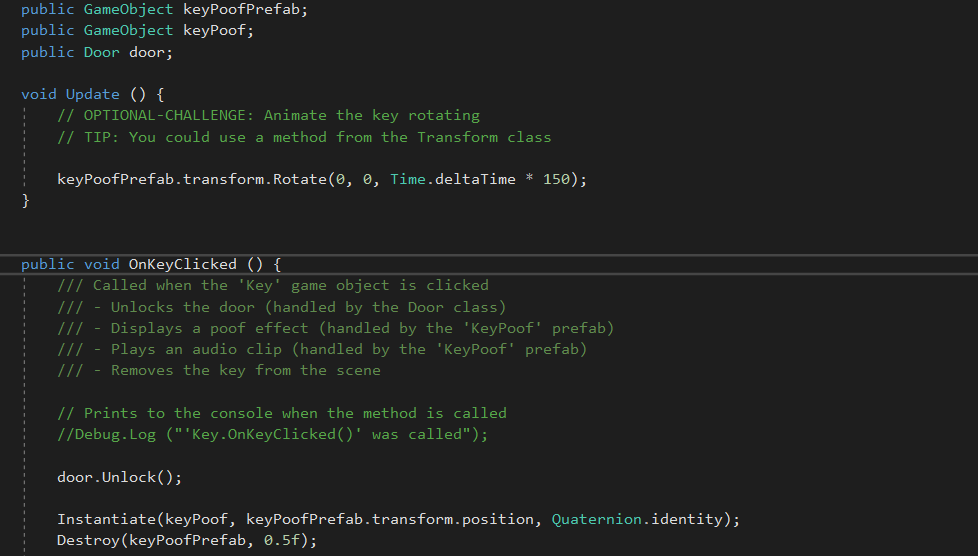 public GameObject keyPoofPrefab;
public GameObject keyPoof;
public Door door;
void Update () {
// OPTIONAL-CHALLENGE: Animate the key rotating
// TIP: You could use a method from the Transform class
keyPoofPrefab.transform.Rotate(0, 0, Time.deltaTime * 150);
}
public void OnKeyClicked () {
/// Called when the 'Key' game object is clicked
/// - Unlocks the door (handled by the Door class)
/// - Displays a poof effect (handled by the 'KeyPoof' prefab)
/// - Plays an audio clip (handled by the 'KeyPoof' prefab)
/// - Removes the key from the scene
// Prints to the console when the method is called
//Debug.Log ("'Key.OnKeyClicked()' was called");
door.Unlock();
Instantiate(keyPoof, keyPoofPrefab.transform.position, Quaternion.identity);
Destroy(keyPoofPrefab, 0.5f);